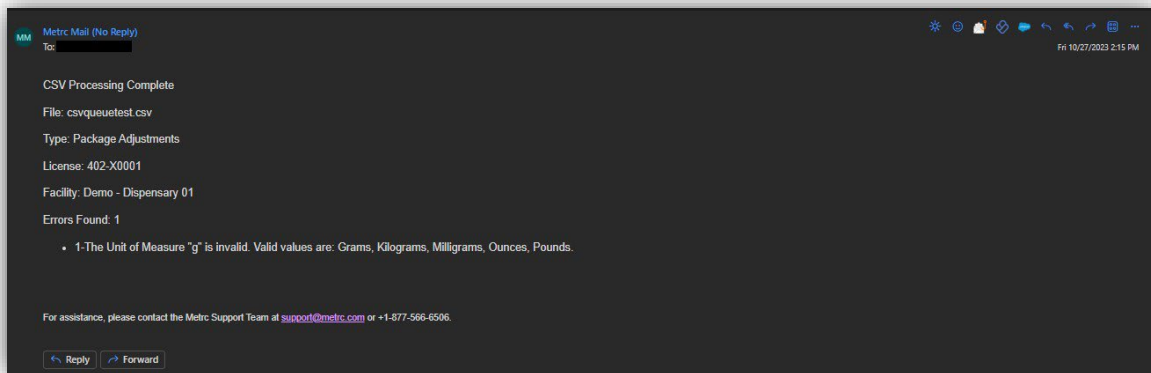 MM
Metrc Mail (No Reply)
To:
Fri 10/27/2023 2:15 PM
CSV Processing Complete
File: csvqueuetest.csv
Type: Package Adjustments
License: 402-X0001
Facility: Demo - Dispensary 01
Errors Found: 1
• 1-The Unit of Measure "g" is invalid. Valid values are: Grams, Kilograms, Milligrams, Ounces, Pounds.
For assistance, please contact the Metrc Support Team at support@metrc.com or +1-877-566-6506.
Reply
Forward